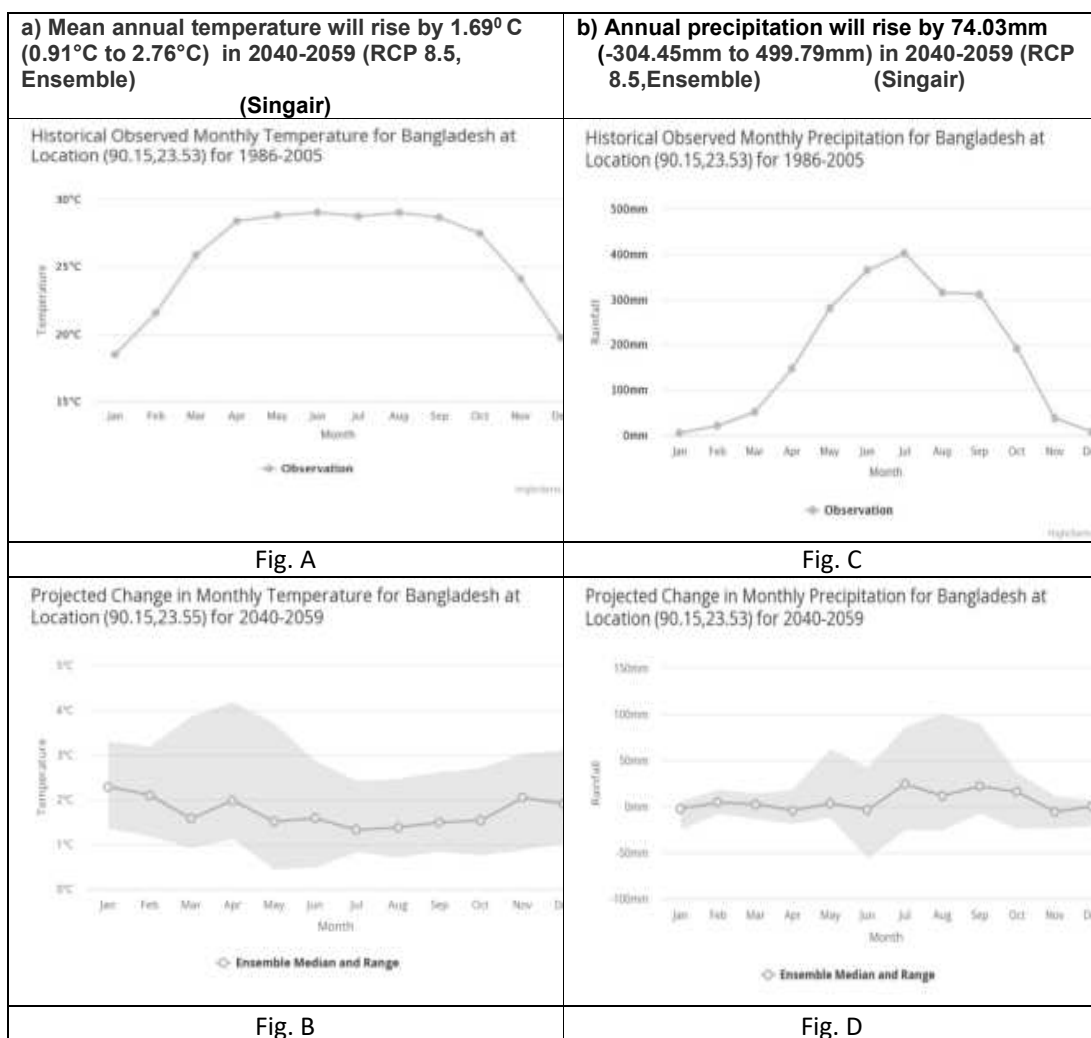 a) Mean annual temperature will rise by 1.69⁰ C
(0.91°C to 2.76°C) in 2040-2059 (RCP 8.5,
Ensemble)
(Singair)
b) Annual precipitation will rise by 74.03mm
(-304.45mm to 499.79mm) in 2040-2059 (RCP
8.5,Ensemble) (Singair)
Historical Observed Monthly Temperature for Bangladesh at
Location (90.15,23.53) for 1986-2005
30°C
25°C
20°C
15°C
Temperature
Jan Feb Mar Apr May Jun Jul Aug Sep Oct Nov De
Month
Observation
Historical Observed Monthly Precipitation for Bangladesh at
Location (90.15,23.53) for 1986-2005
500mm
400mm
300mm
200mm
100mm
0mm
Rainfall
Jan Feb Mar Apr May Jun Jul Aug Sep Oct Nov D
Month
Observation
Fig. A
Fig. C
Projected Change in Monthly Temperature for Bangladesh at
Location (90.15,23.55) for 2040-2059
5°C
4°C
3°C
2°C
1°C
0°C
Temperature
Jan Feb Mar Apr May Jun Jul Aug Sep Oct Nov D
Month
Ensemble Median and Range
Projected Change in Monthly Precipitation for Bangladesh at
Location (90.15,23.53) for 2040-2059
150mm
100mm
50mm
0mm
-50mm
-100mm
Rainfall
Jan Feb Mar Apr May Jun Jul Aug Sep Oct Nov D
Month
Ensemble Median and Range
Fig. B
Fig. D